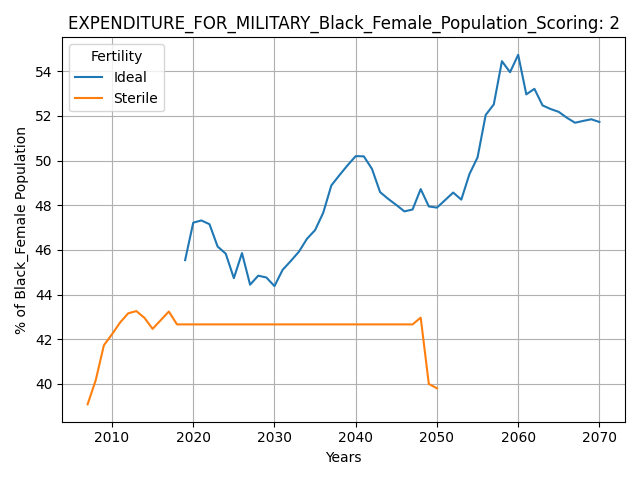 EXPENDITURE_FOR_MILITARY_Black_Female_Population_Scoring: 2
Fertility
Ideal
Sterile
% of Black_Female Population
54
52
50
48
46
44
42
40
2010 2020 2030 2040 2050 2060 2070
Years